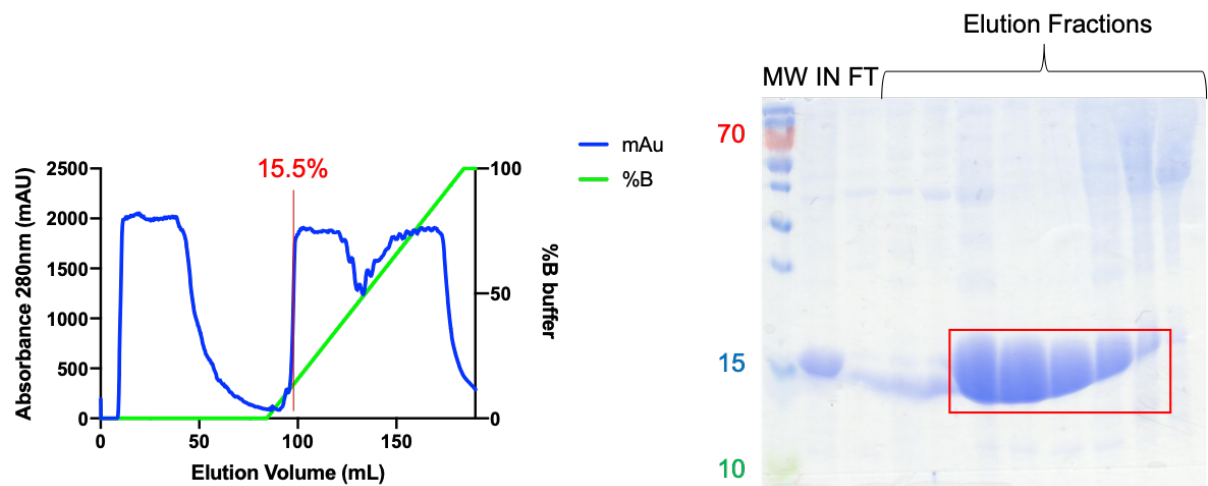 Elution Fractions
MW IN FT
70
15
10
15.5%
mAu
%B
2500
2000
1500
1000
500
0
100
50
0
0
50
100
150
Absorbance 280nm (mAU)
%B buffer
Elution Volume (mL)